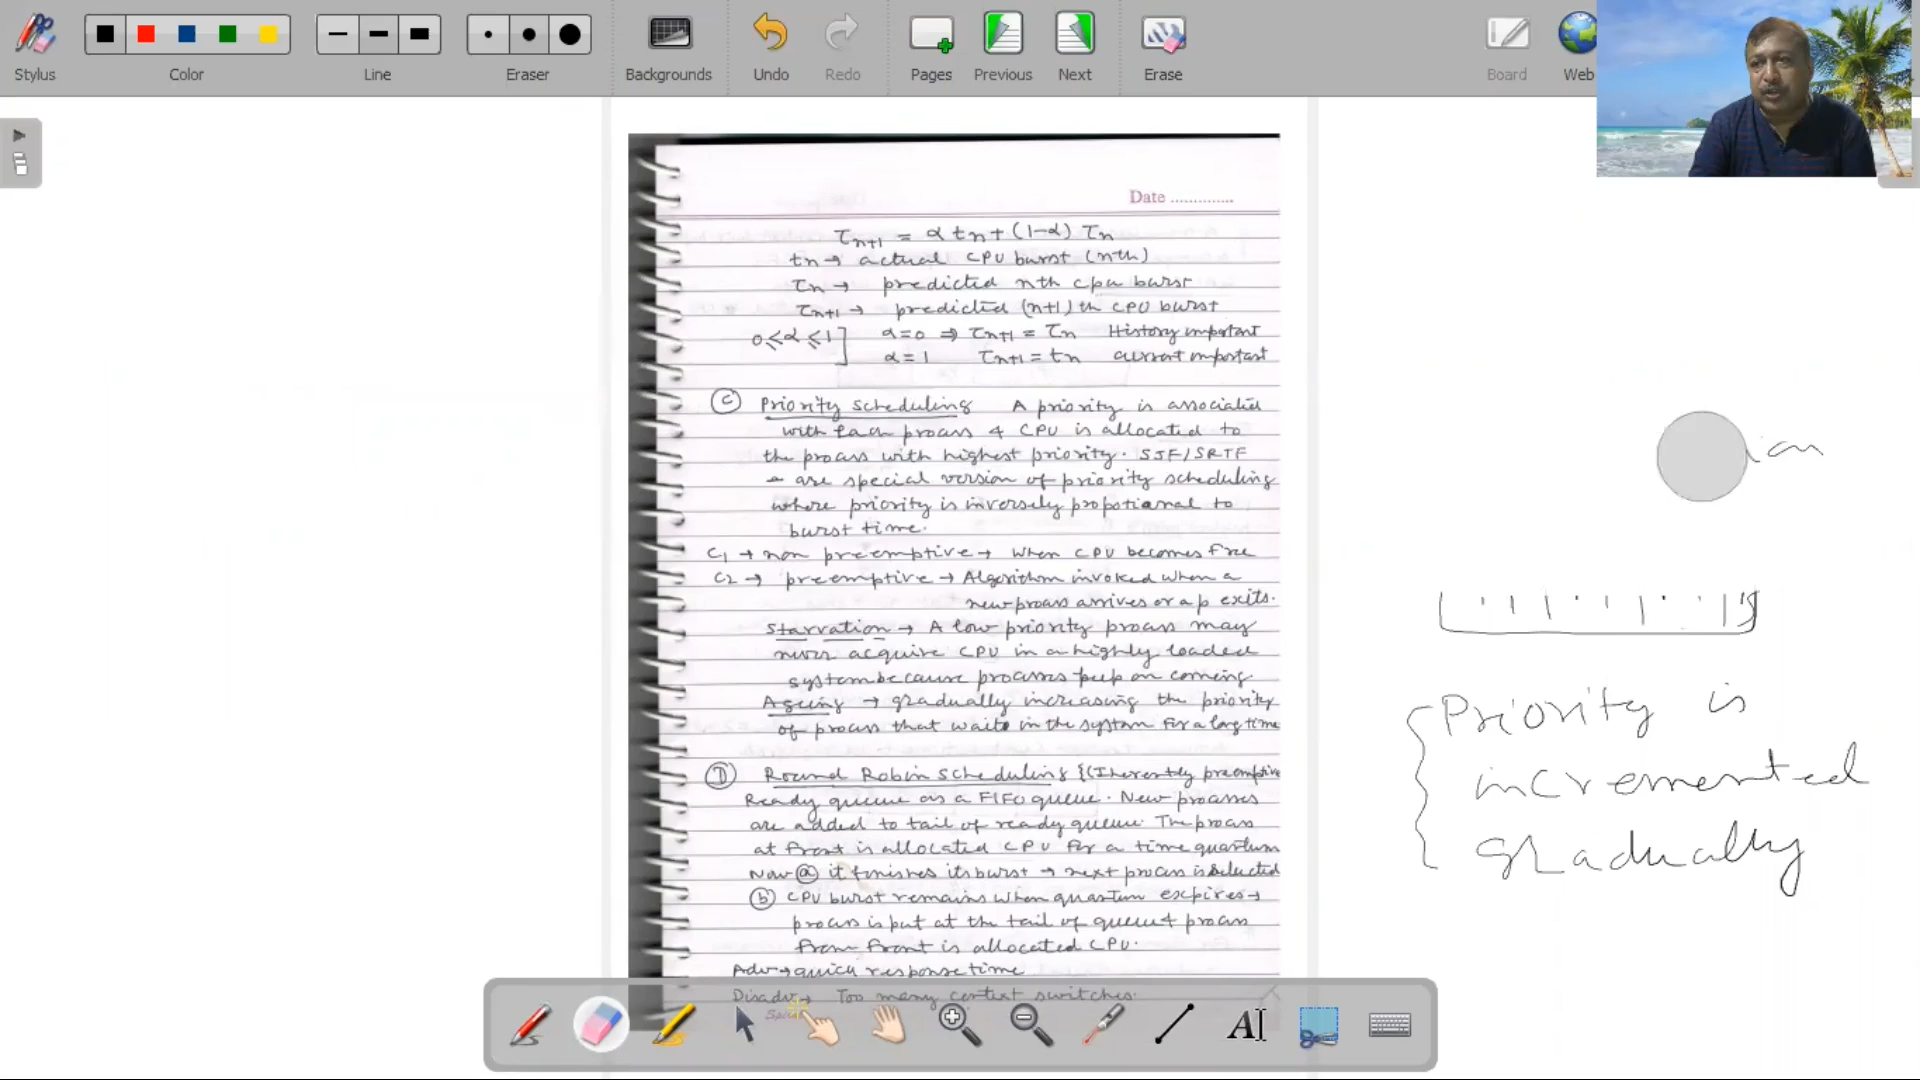 Stylus
Color
Line
Eraser
Backgrounds
Undo
Redo
Pages
Previous
Next
Erase
Board
Web
Date ..............
τn+1 = α tn + (1-α) τn
tn → actual CPU burst (nth)
τn → predicted nth cpu burst
τn+1 → predicted (n+1)th CPU burst
0≤α≤1] α=0 ⇒ τn+1 = τn History important
α=1 τn+1 = tn current important
Ⓒ Priority scheduling A priority is associated
with each process & CPU is allocated to
the process with highest priority. SJF/SRTF
are special version of priority scheduling
where priority is inversely propotional to
burst time.
C1 → non preemptive → when CPU becomes free
C2 → preemptive → Algorithm invoked when a
new process arrives or a p exits.
Starvation → A low priority process may
never acquire CPU in a highly loaded
system because processes keep on coming.
Ageing → gradually increasing the priority
of process that waits in the system for a long time
Ⓓ Round Robin scheduling {(Inherently preemptive
Ready queue as a FIFO queue. New processes
are added to tail of ready queue. The process
at front is allocated CPU for a time quantum
Now ⓐ it finishes its burst → next process is selected
ⓑ CPU burst remains when quantum expires →
process is put at the tail of queue & process
from front is allocated CPU.
Adv → quick response time
Disadv → Too many context switches.
Priority is
incremented
gradually